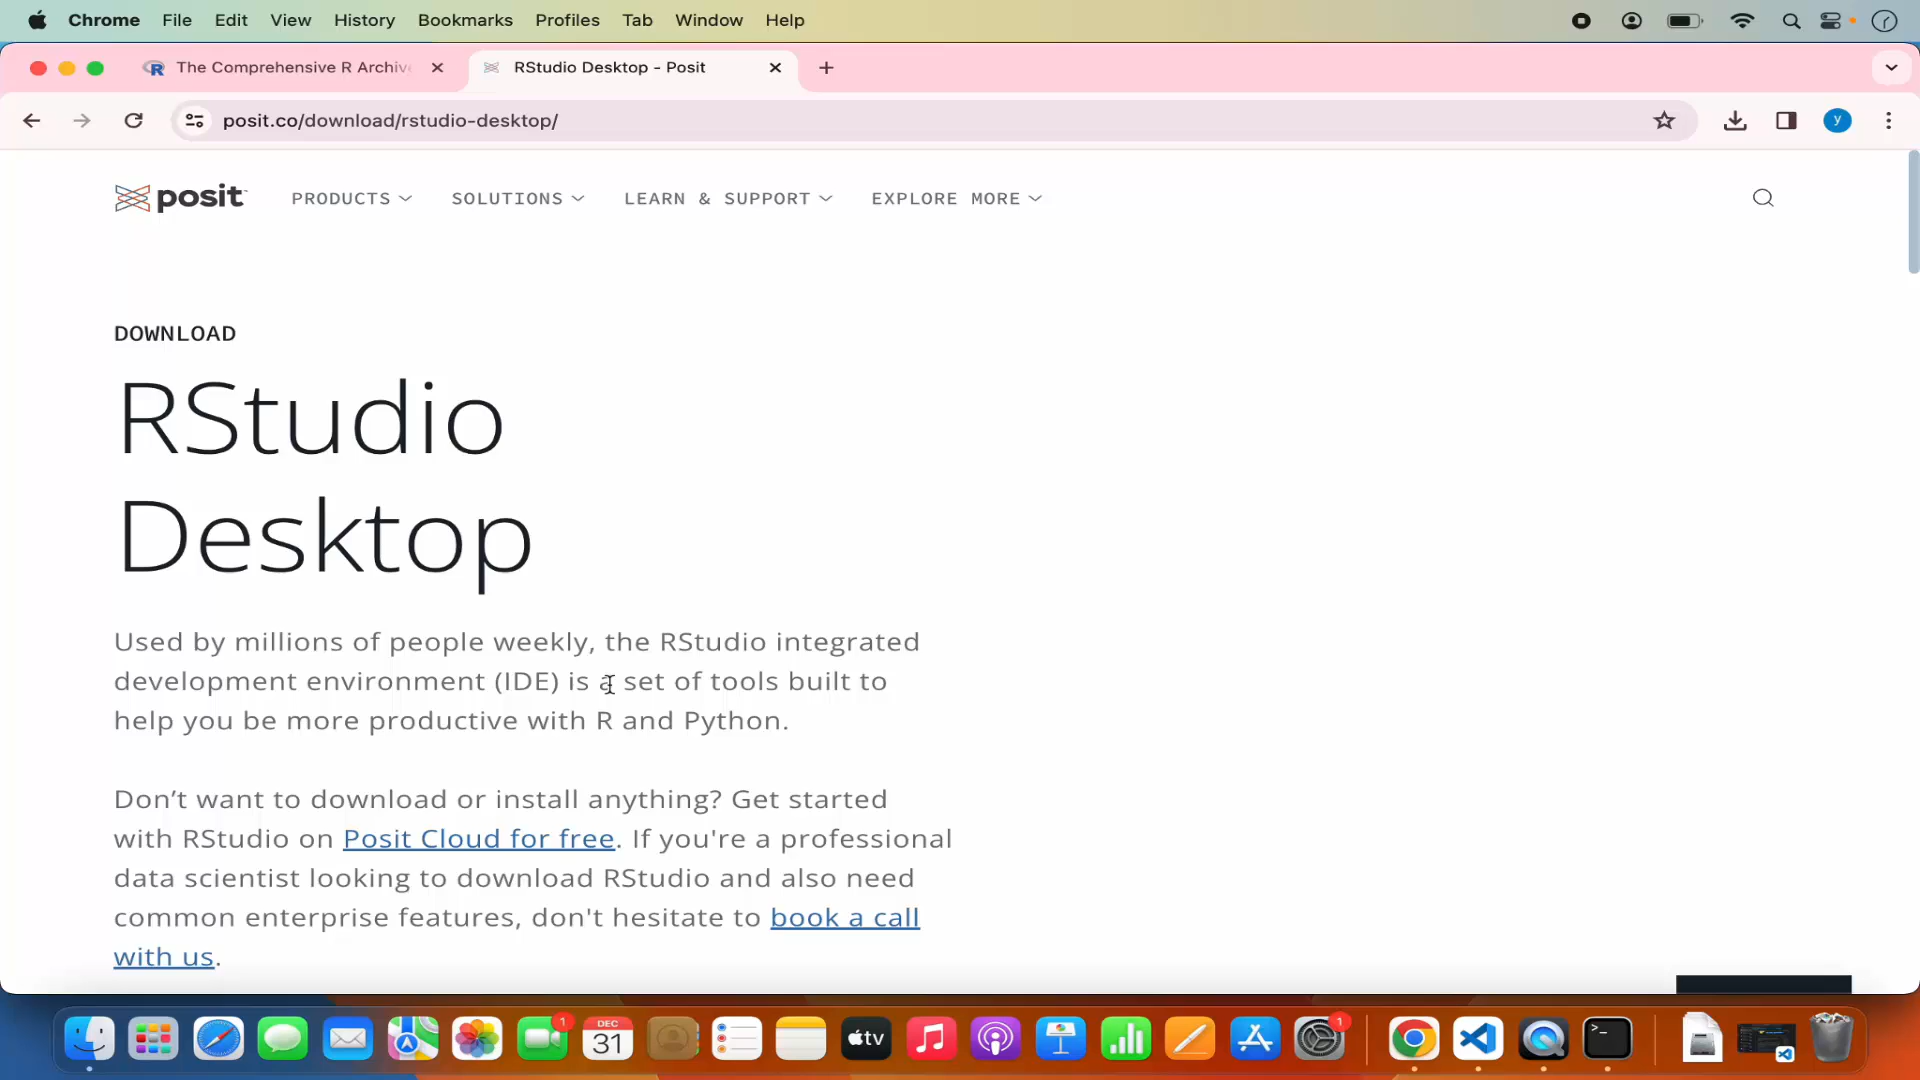 Chrome File Edit View History Bookmarks Profiles Tab Window Help
The Comprehensive R Archive
RStudio Desktop - Posit
posit.co/download/rstudio-desktop/
y
posit
PRODUCTS SOLUTIONS LEARN & SUPPORT EXPLORE MORE
DOWNLOAD
RStudio
Desktop
Used by millions of people weekly, the RStudio integrated
development environment (IDE) is a set of tools built to
help you be more productive with R and Python.
Don’t want to download or install anything? Get started
with RStudio on Posit Cloud for free. If you're a professional
data scientist looking to download RStudio and also need
common enterprise features, don't hesitate to book a call
with us.
1
DEC
31
tv
1